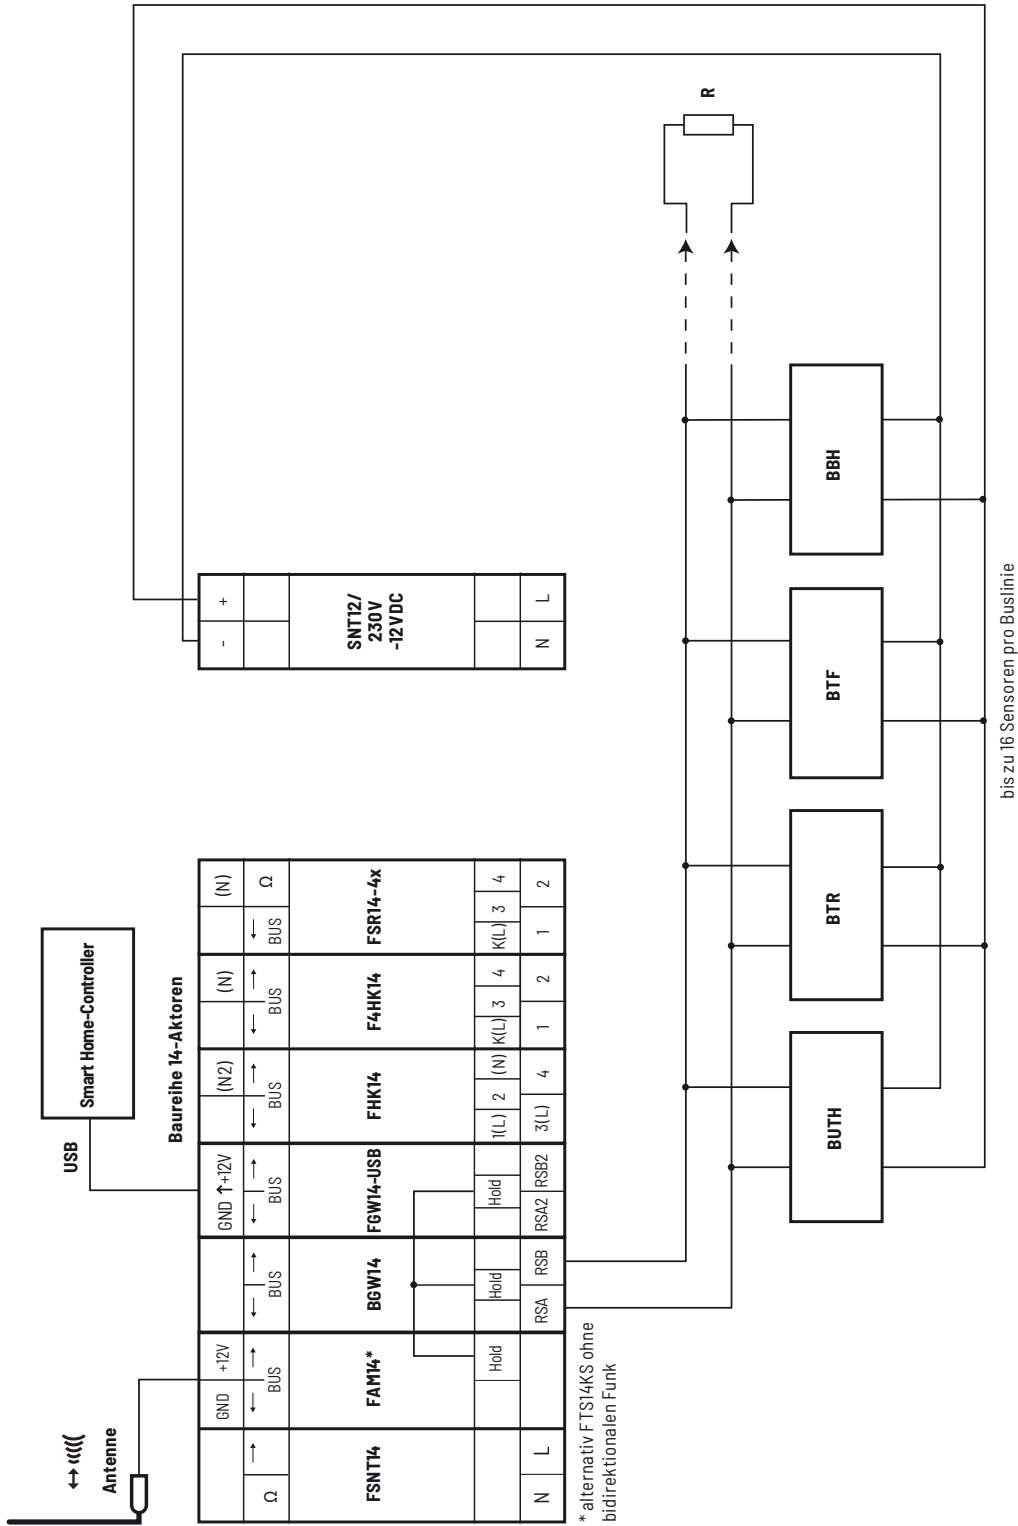 Antenne
USB
Smart Home-Controller
Baureihe 14-Aktoren
GND
+12V
GND ↑+12V
(N2)
(N)
(N)
Ω
→
← BUS →
← BUS →
← BUS →
← BUS →
← BUS →
← BUS
Ω
FSNT14
FAM14*
BGW14
FGW14-USB
FHK14
F4HK14
FSR14-4x
Hold
Hold
Hold
1(L)
2
(N)
K(L)
3
4
K(L)
3
4
N
L
RSA
RSB
RSA2
RSB2
3(L)
4
1
2
1
2
* alternativ FTS14KS ohne
bidirektionalen Funk
-
+
SNT12/
230V
-12VDC
N
L
R
BUTH
BTR
BTF
BBH
bis zu 16 Sensoren pro Buslinie